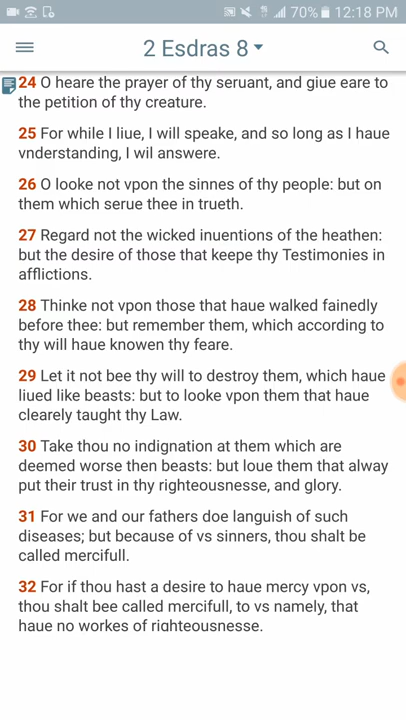 70% 12:18 PM
2 Esdras 8
24 O heare the prayer of thy seruant, and giue eare to
the petition of thy creature.
25 For while I liue, I will speake, and so long as I haue
vnderstanding, I wil answere.
26 O looke not vpon the sinnes of thy people: but on
them which serue thee in trueth.
27 Regard not the wicked inuentions of the heathen:
but the desire of those that keepe thy Testimonies in
afflictions.
28 Thinke not vpon those that haue walked fainedly
before thee: but remember them, which according to
thy will haue knowen thy feare.
29 Let it not bee thy will to destroy them, which haue
liued like beasts: but to looke vpon them that haue
clearely taught thy Law.
30 Take thou no indignation at them which are
deemed worse then beasts: but loue them that alway
put their trust in thy righteousnesse, and glory.
31 For we and our fathers doe languish of such
diseases; but because of vs sinners, thou shalt be
called mercifull.
32 For if thou hast a desire to haue mercy vpon vs,
thou shalt bee called mercifull, to vs namely, that
haue no workes of righteousnesse.